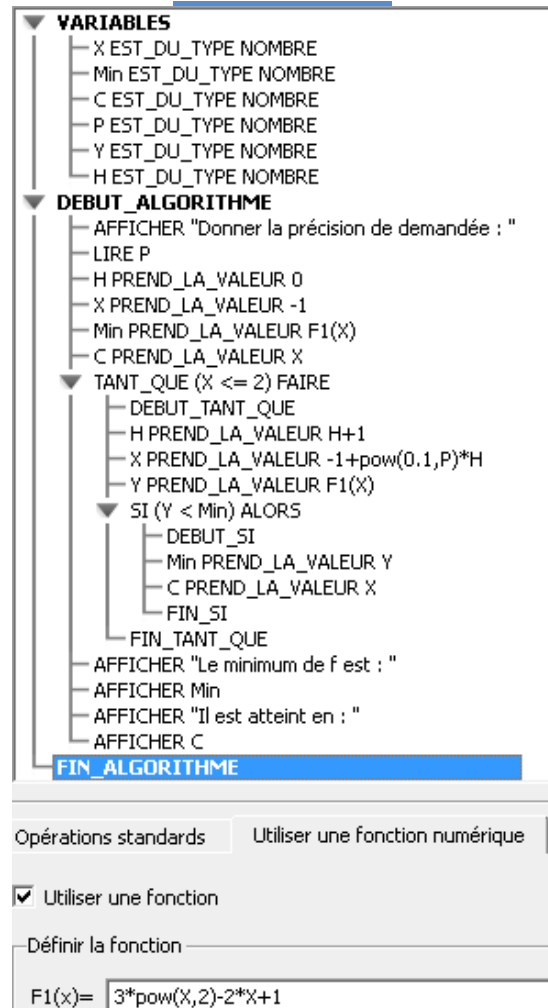 VARIABLES
X EST_DU_TYPE NOMBRE
Min EST_DU_TYPE NOMBRE
C EST_DU_TYPE NOMBRE
P EST_DU_TYPE NOMBRE
Y EST_DU_TYPE NOMBRE
H EST_DU_TYPE NOMBRE
DEBUT_ALGORITHME
AFFICHER "Donner la précision de demandée : "
LIRE P
H PREND_LA_VALEUR 0
X PREND_LA_VALEUR -1
Min PREND_LA_VALEUR F1(X)
C PREND_LA_VALEUR X
TANT_QUE (X <= 2) FAIRE
DEBUT_TANT_QUE
H PREND_LA_VALEUR H+1
X PREND_LA_VALEUR -1+pow(0.1,P)*H
Y PREND_LA_VALEUR F1(X)
SI (Y < Min) ALORS
DEBUT_SI
Min PREND_LA_VALEUR Y
C PREND_LA_VALEUR X
FIN_SI
FIN_TANT_QUE
AFFICHER "Le minimum de f est : "
AFFICHER Min
AFFICHER "Il est atteint en : "
AFFICHER C
FIN_ALGORITHME
Opérations standards Utiliser une fonction numérique
Utiliser une fonction
Définir la fonction
F1(x)= 3*pow(X,2)-2*X+1